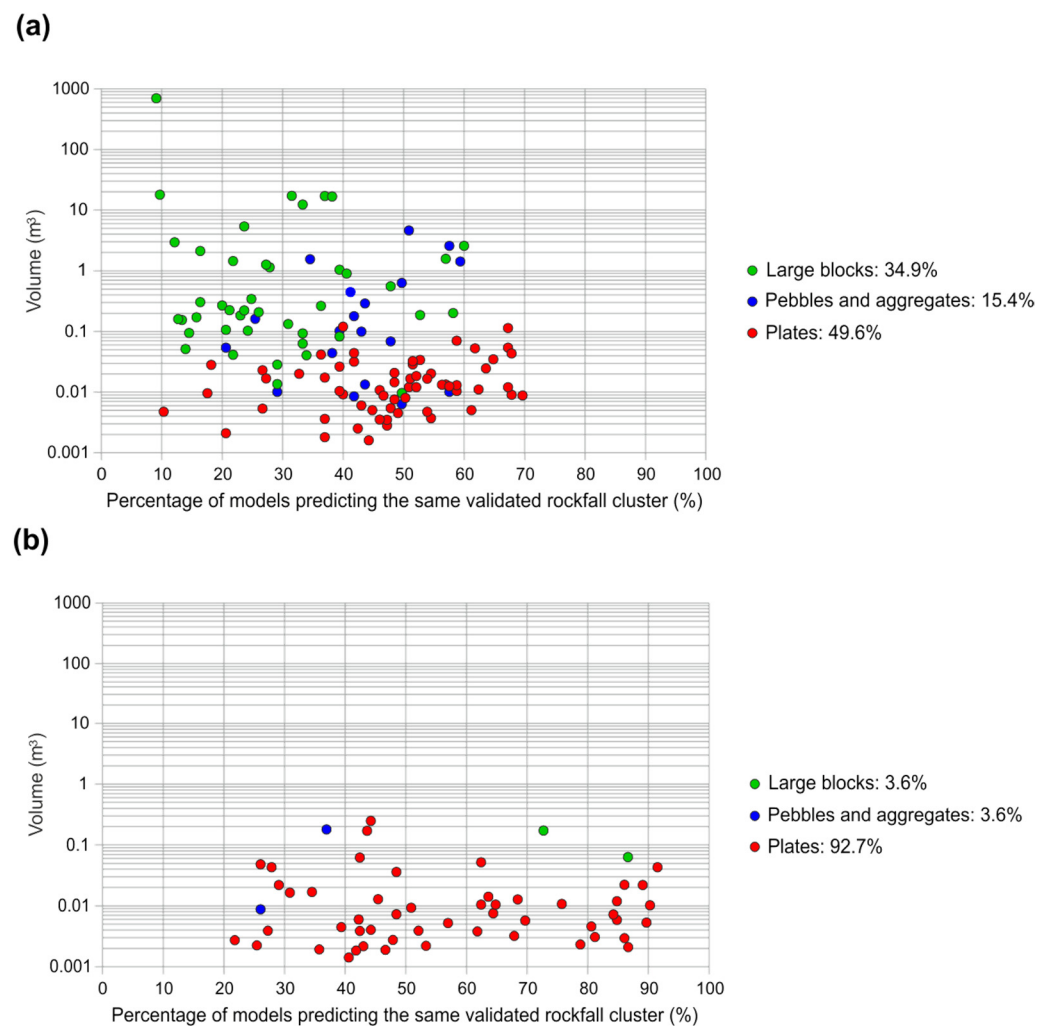 (a)
1000
100
10
1
0.1
0.01
0.001
Volume (m³)
0 10 20 30 40 50 60 70 80 90 100
Percentage of models predicting the same validated rockfall cluster (%)
Large blocks: 34.9%
Pebbles and aggregates: 15.4%
Plates: 49.6%
(b)
1000
100
10
1
0.1
0.01
0.001
Volume (m³)
0 10 20 30 40 50 60 70 80 90 100
Percentage of models predicting the same validated rockfall cluster (%)
Large blocks: 3.6%
Pebbles and aggregates: 3.6%
Plates: 92.7%